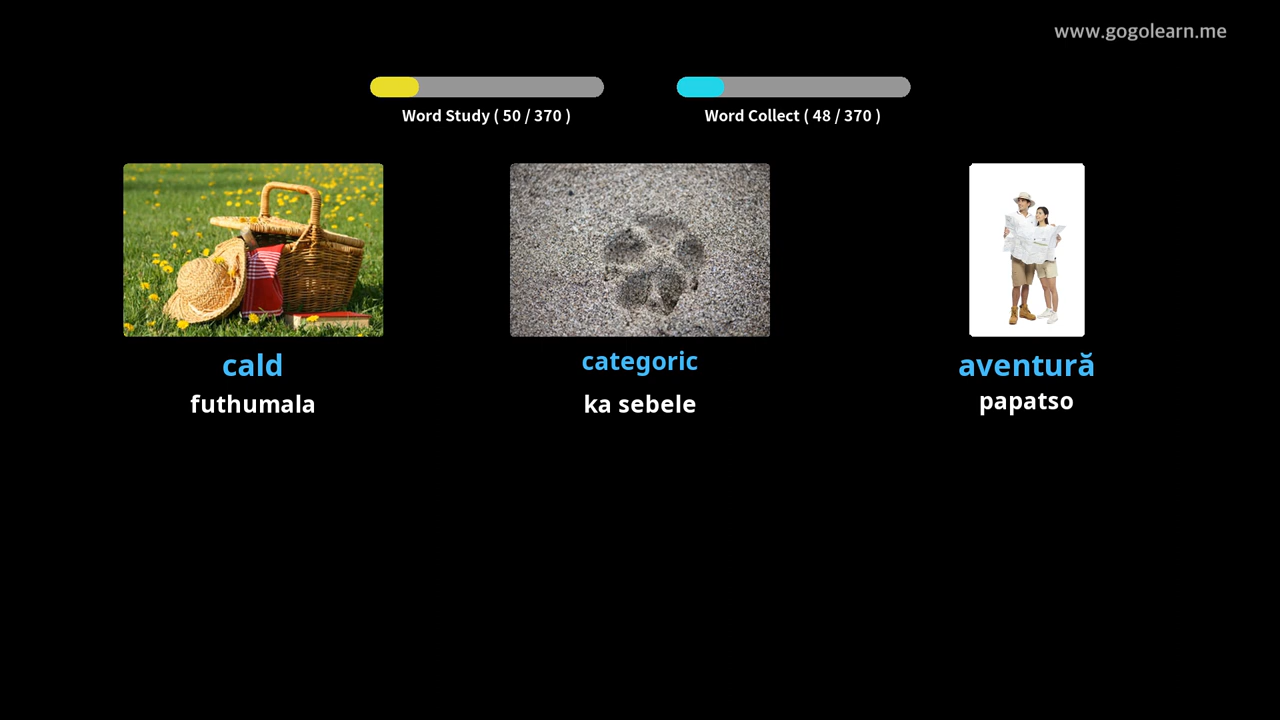 www.gogolearn.me
Word Study ( 50 / 370 )
Word Collect ( 48 / 370 )
cald
futhumala
categoric
ka sebele
aventură
papatso